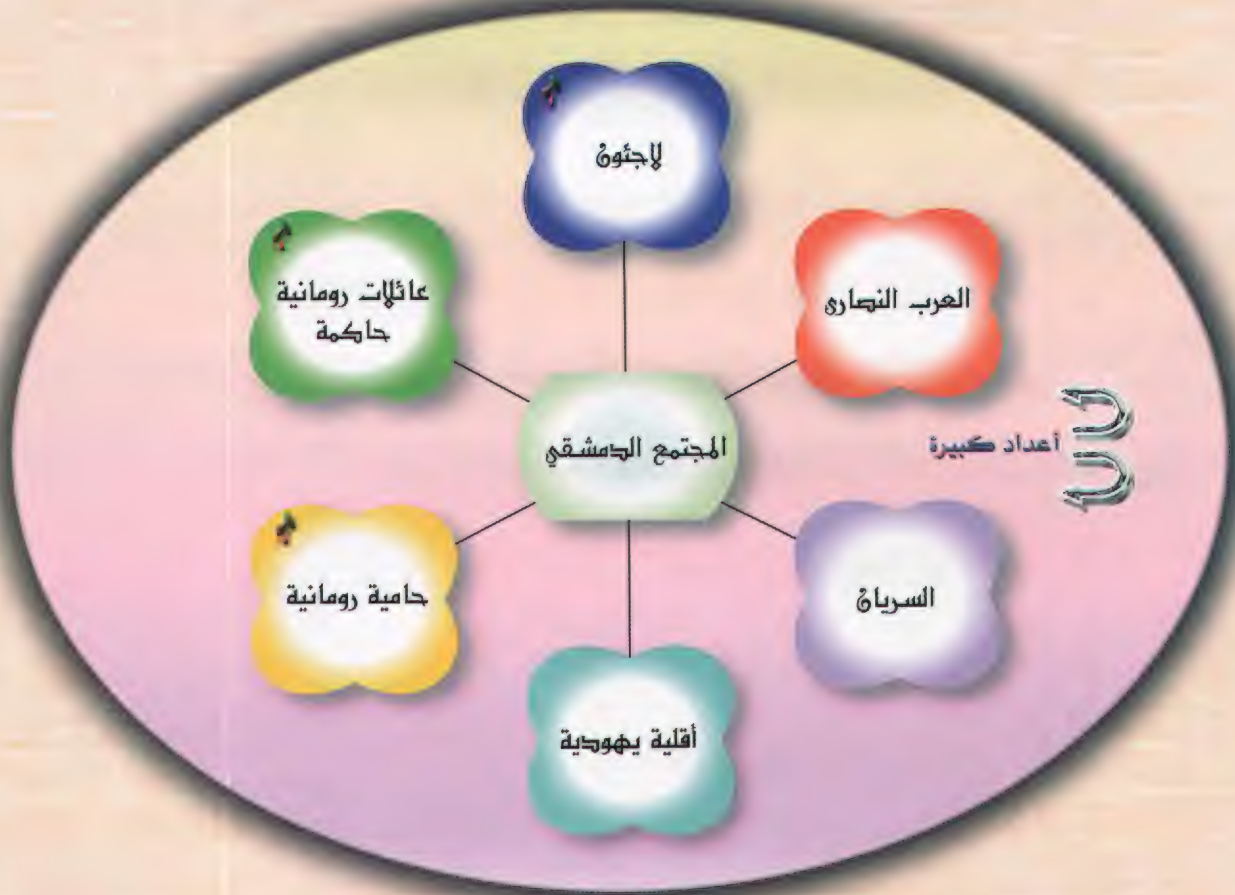 لاجئون
العرب النصارى
عائلات رومانية
حاكمة
المجتمع الدمشقي
أعداد كبيرة
السريان
حامية رومانية
أقلية يهودية